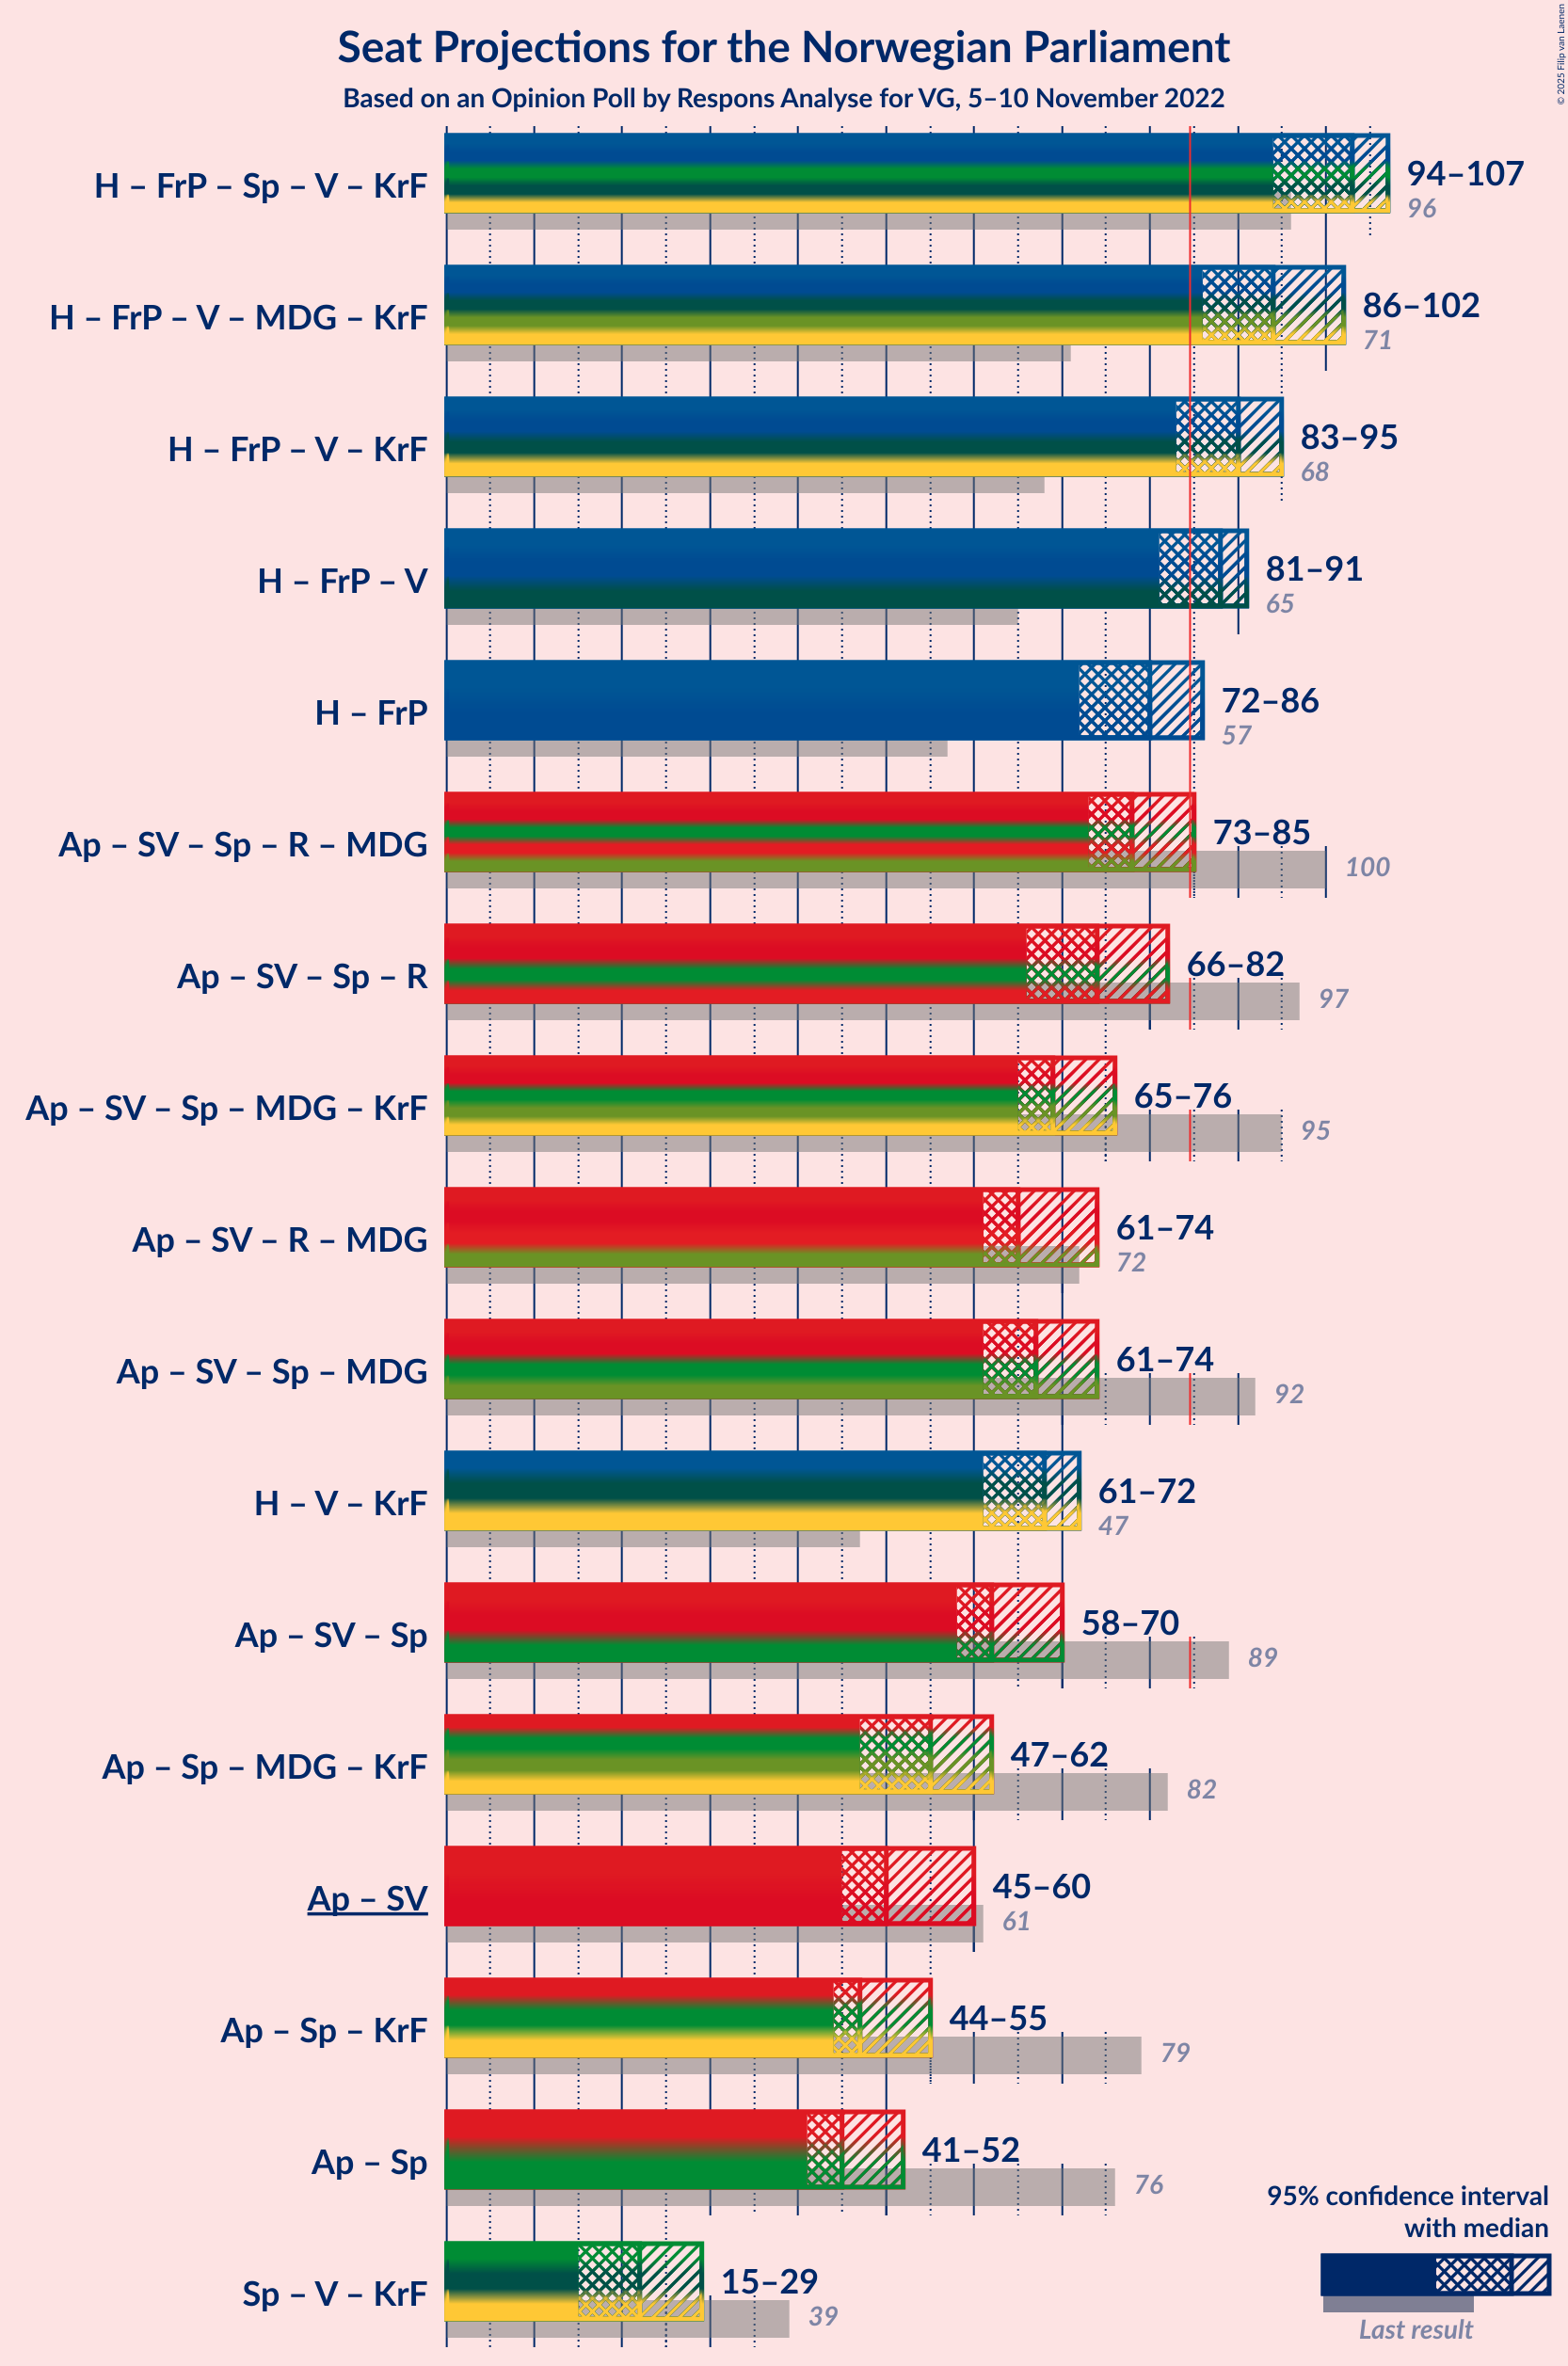 Seat Projections for the Norwegian Parliament
Based on an Opinion Poll by Respons Analyse for VG, 5–10 November 2022
© 2025 Filip van Laenen
H – FrP – Sp – V – KrF
94–107
96
H – FrP – V – MDG – KrF
86–102
71
H – FrP – V – KrF
83–95
68
H – FrP – V
81–91
65
H – FrP
72–86
57
Ap – SV – Sp – R – MDG
73–85
100
Ap – SV – Sp – R
66–82
97
Ap – SV – Sp – MDG – KrF
65–76
95
Ap – SV – R – MDG
61–74
72
Ap – SV – Sp – MDG
61–74
92
H – V – KrF
61–72
47
Ap – SV – Sp
58–70
89
Ap – Sp – MDG – KrF
47–62
82
Ap – SV
45–60
61
Ap – Sp – KrF
44–55
79
Ap – Sp
41–52
76
Sp – V – KrF
15–29
39
95% confidence interval
with median
Last result